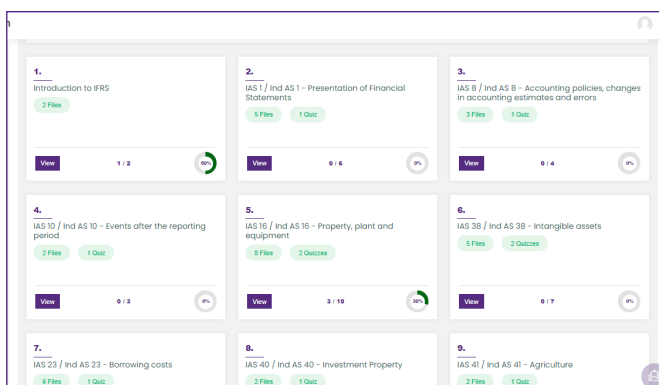 1.
Introduction to IFRS
2 Files
View
1 / 2
50%
2.
IAS 1 / Ind AS 1 - Presentation of Financial
Statements
5 Files 1 Quiz
View
0 / 6
0%
3.
IAS 8 / Ind AS 8 - Accounting policies, changes
in accounting estimates and errors
3 Files 1 Quiz
View
0 / 4
0%
4.
IAS 10 / Ind AS 10 - Events after the reporting
period
2 Files 1 Quiz
View
0 / 3
0%
5.
IAS 16 / Ind AS 16 - Property, plant and
equipment
8 Files 2 Quizzes
View
3 / 10
30%
6.
IAS 38 / Ind AS 38 - Intangible assets
5 Files 2 Quizzes
View
0 / 7
0%
7.
IAS 23 / Ind AS 23 - Borrowing costs
6 Files 1 Quiz
8.
IAS 40 / Ind AS 40 - Investment Property
2 Files 1 Quiz
9.
IAS 41 / Ind AS 41 - Agriculture
2 Files 1 Quiz